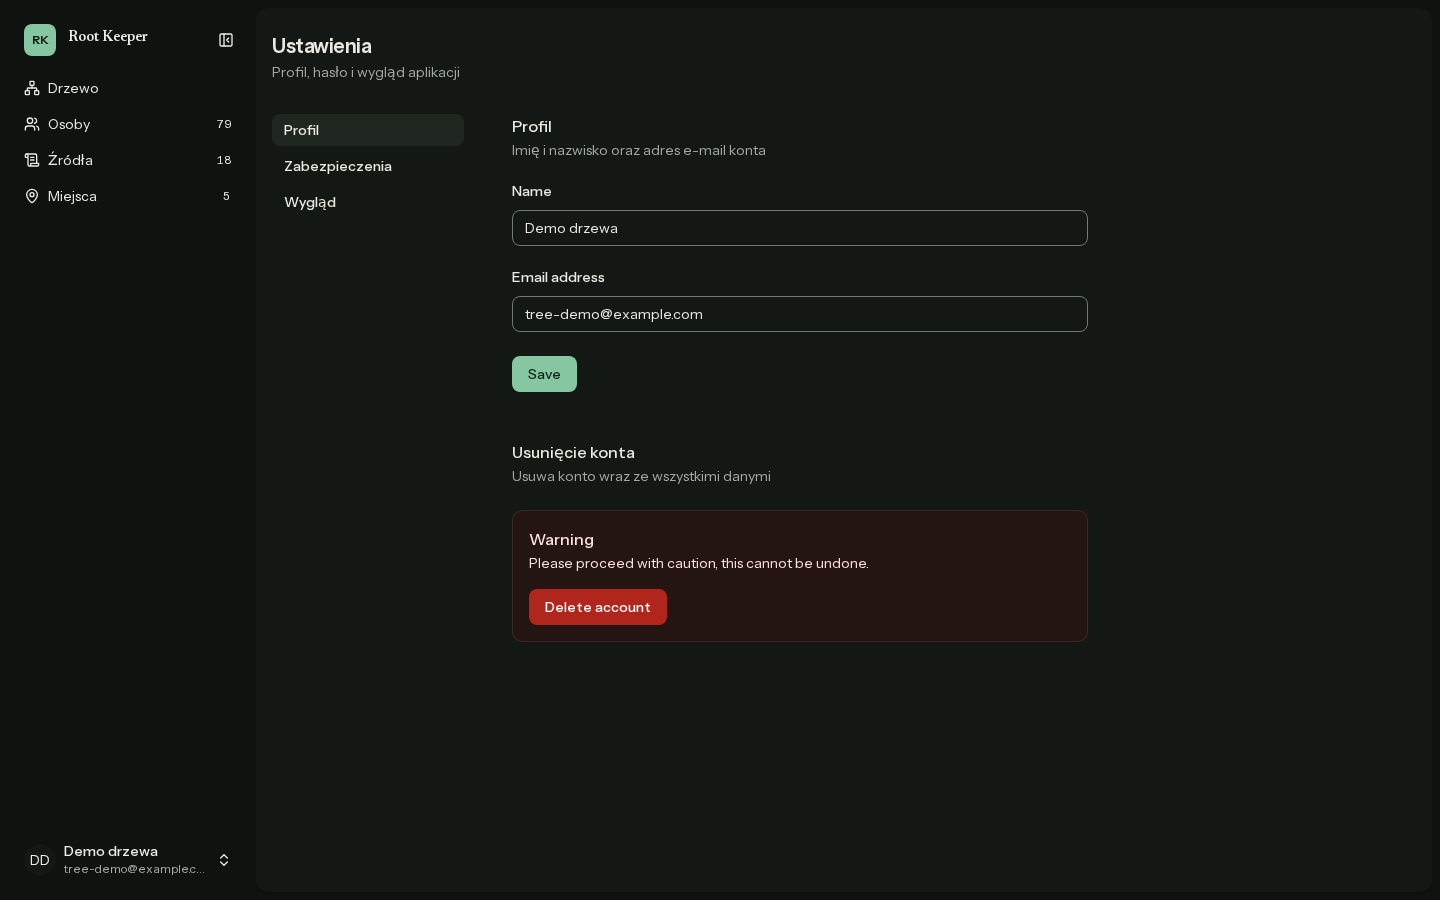 RK
Root Keeper
Drzewo
Osoby 79
Źródła 18
Miejsca 5
Demo drzewa
DD
tree-demo@example.c...
Ustawienia
Profil, hasło i wygląd aplikacji
Profil
Zabezpieczenia
Wygląd
Profil
Imię i nazwisko oraz adres e-mail konta
Name
Demo drzewa
Email address
tree-demo@example.com
Save
Usunięcie konta
Usuwa konto wraz ze wszystkimi danymi
Warning
Please proceed with caution, this cannot be undone.
Delete account